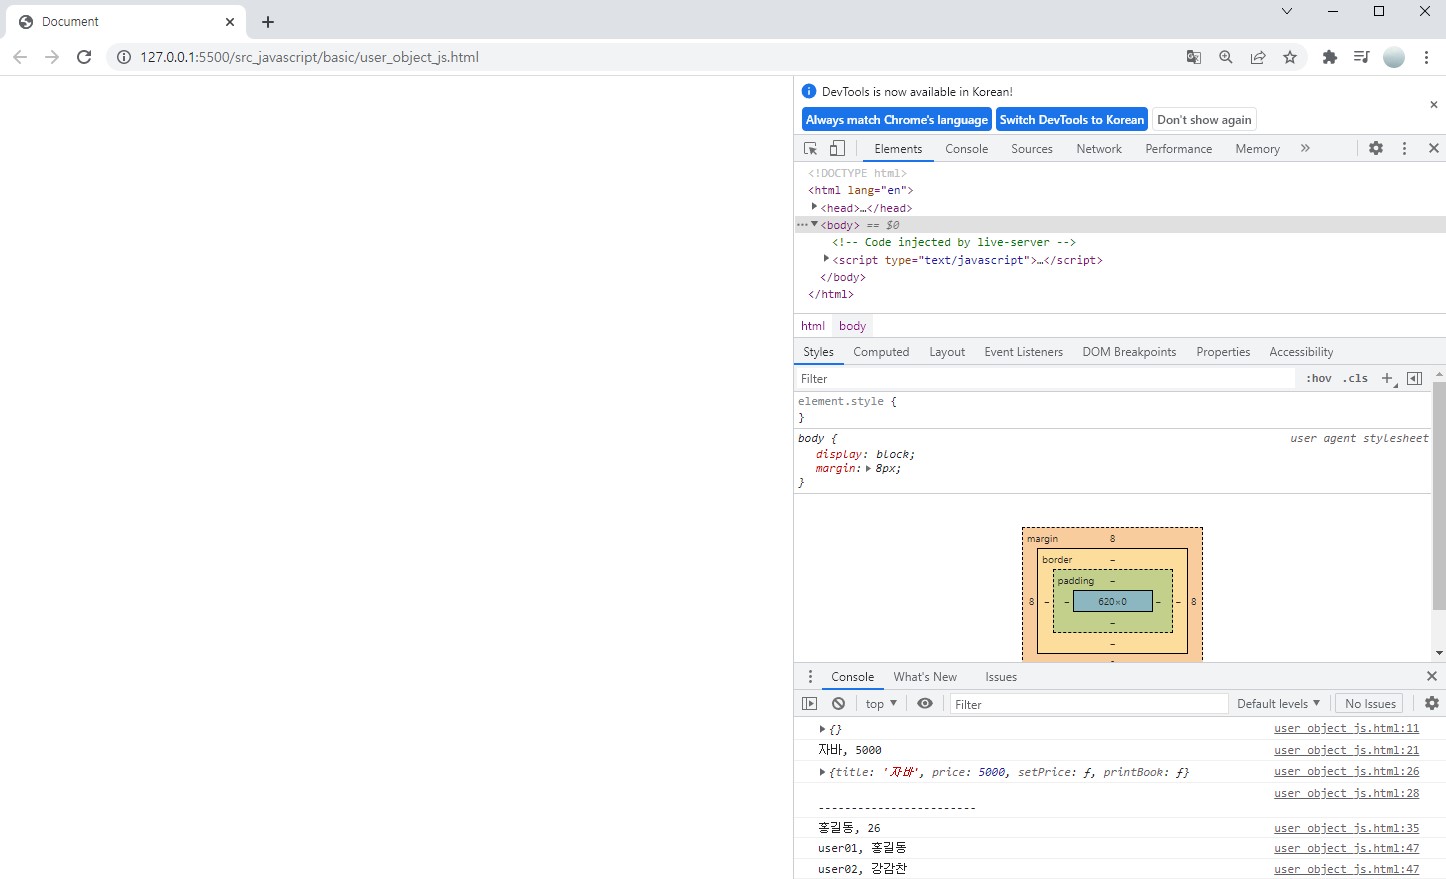 Document
127.0.0.1:5500/src_javascript/basic/user_object_js.html
DevTools is now available in Korean!
Always match Chrome's language Switch DevTools to Korean Don't show again
Elements Console Sources Network Performance Memory »
<!DOCTYPE html>
<html lang="en">
<head>…</head>
<body> == $0
<!-- Code injected by live-server -->
<script type="text/javascript">…</script>
</body>
</html>
html body
Styles Computed Layout Event Listeners DOM Breakpoints Properties Accessibility
Filter :hov .cls +
element.style {
}
body { user agent stylesheet
display: block;
margin: 8px;
}
margin 8
border –
padding –
8 – – 620×0 – – 8
–
–
Console What's New Issues
top Filter Default levels No Issues
{} user_object_js.html:11
자바, 5000 user_object_js.html:21
{title: '자바', price: 5000, setPrice: ƒ, printBook: ƒ} user_object_js.html:26
user_object_js.html:28
------------------------
홍길동, 26 user_object_js.html:35
user01, 홍길동 user_object_js.html:47
user02, 강감찬 user_object_js.html:47